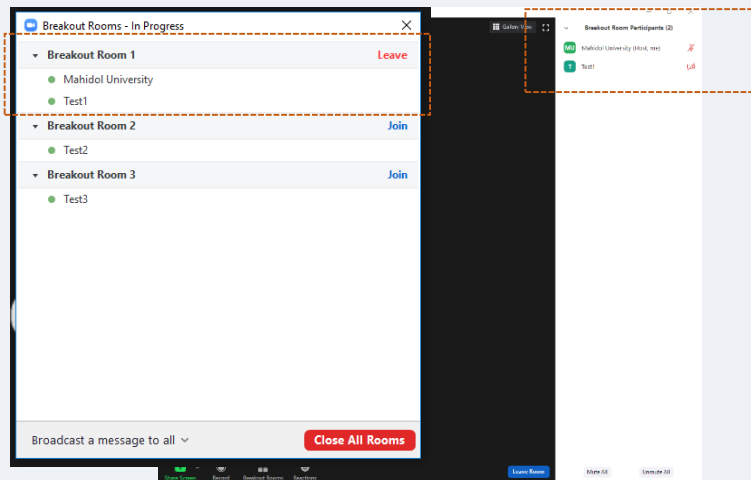 Breakout Rooms - In Progress
Breakout Room 1 Leave
Mahidol University
Test1
Breakout Room 2 Join
Test2
Breakout Room 3 Join
Test3
Broadcast a message to all
Close All Rooms
Gallery View
Breakout Room Participants (2)
MU Mahidol University (Host, me)
T Test1
Share Screen Record Breakout Rooms Reactions
Leave Room
Mute All Unmute All